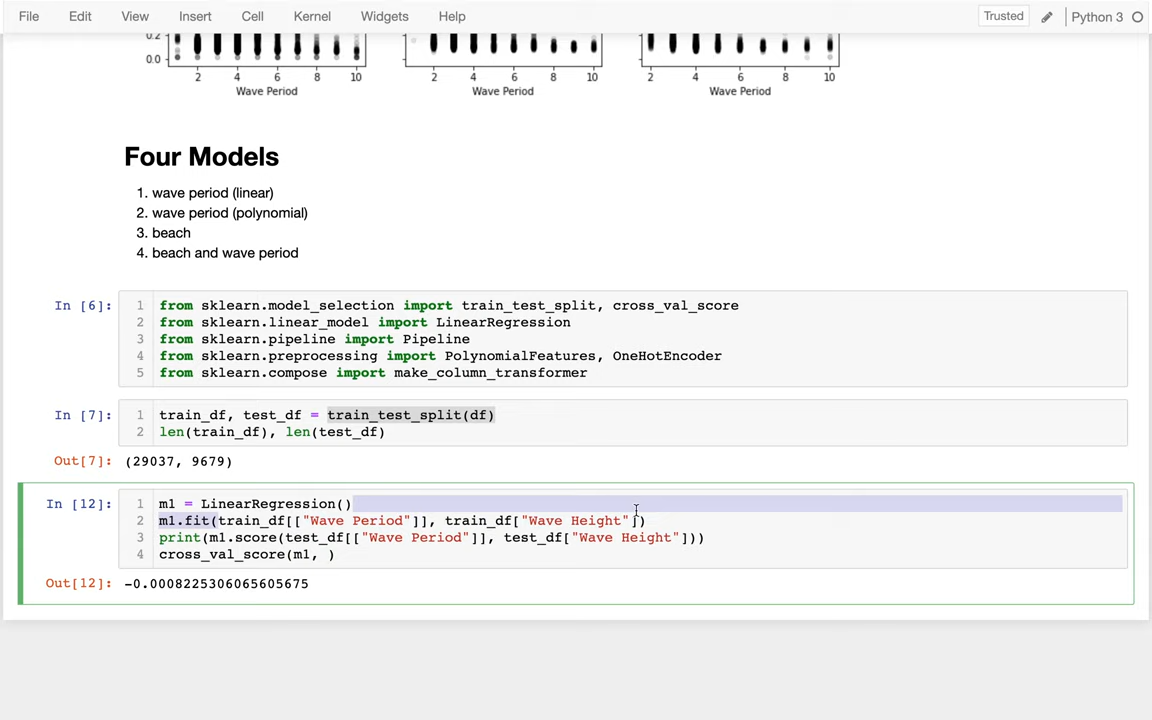 File Edit View Insert Cell Kernel Widgets Help Trusted Python 3
0.2
0.0
2 4 6 8 10 2 4 6 8 10 2 4 6 8 10
Wave Period Wave Period Wave Period
Four Models
1. wave period (linear)
2. wave period (polynomial)
3. beach
4. beach and wave period
In [6]: 1 from sklearn.model_selection import train_test_split, cross_val_score
2 from sklearn.linear_model import LinearRegression
3 from sklearn.pipeline import Pipeline
4 from sklearn.preprocessing import PolynomialFeatures, OneHotEncoder
5 from sklearn.compose import make_column_transformer
In [7]: 1 train_df, test_df = train_test_split(df)
2 len(train_df), len(test_df)
Out[7]: (29037, 9679)
In [12]: 1 m1 = LinearRegression()
2 m1.fit(train_df[["Wave Period"]], train_df["Wave Height"])
3 print(m1.score(test_df[["Wave Period"]], test_df["Wave Height"]))
4 cross_val_score(m1, )
Out[12]: -0.0008225306065605675